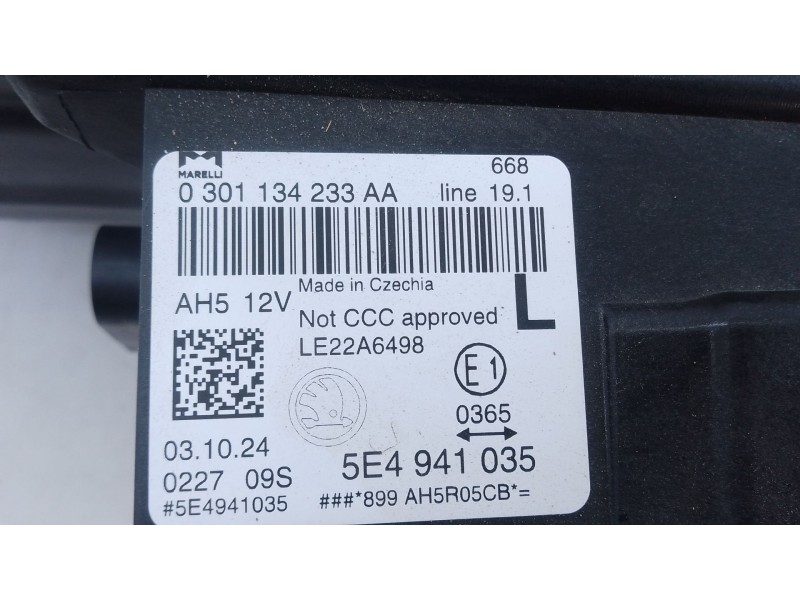 MARELLI
668
0 301 134 233 AA line 19.1
AH5 12V
Made in Czechia
Not CCC approved
L
LE22A6498
E1
0365
03.10.24
0227 09S
5E4 941 035
#5E4941035
###*899 AH5R05CB*=